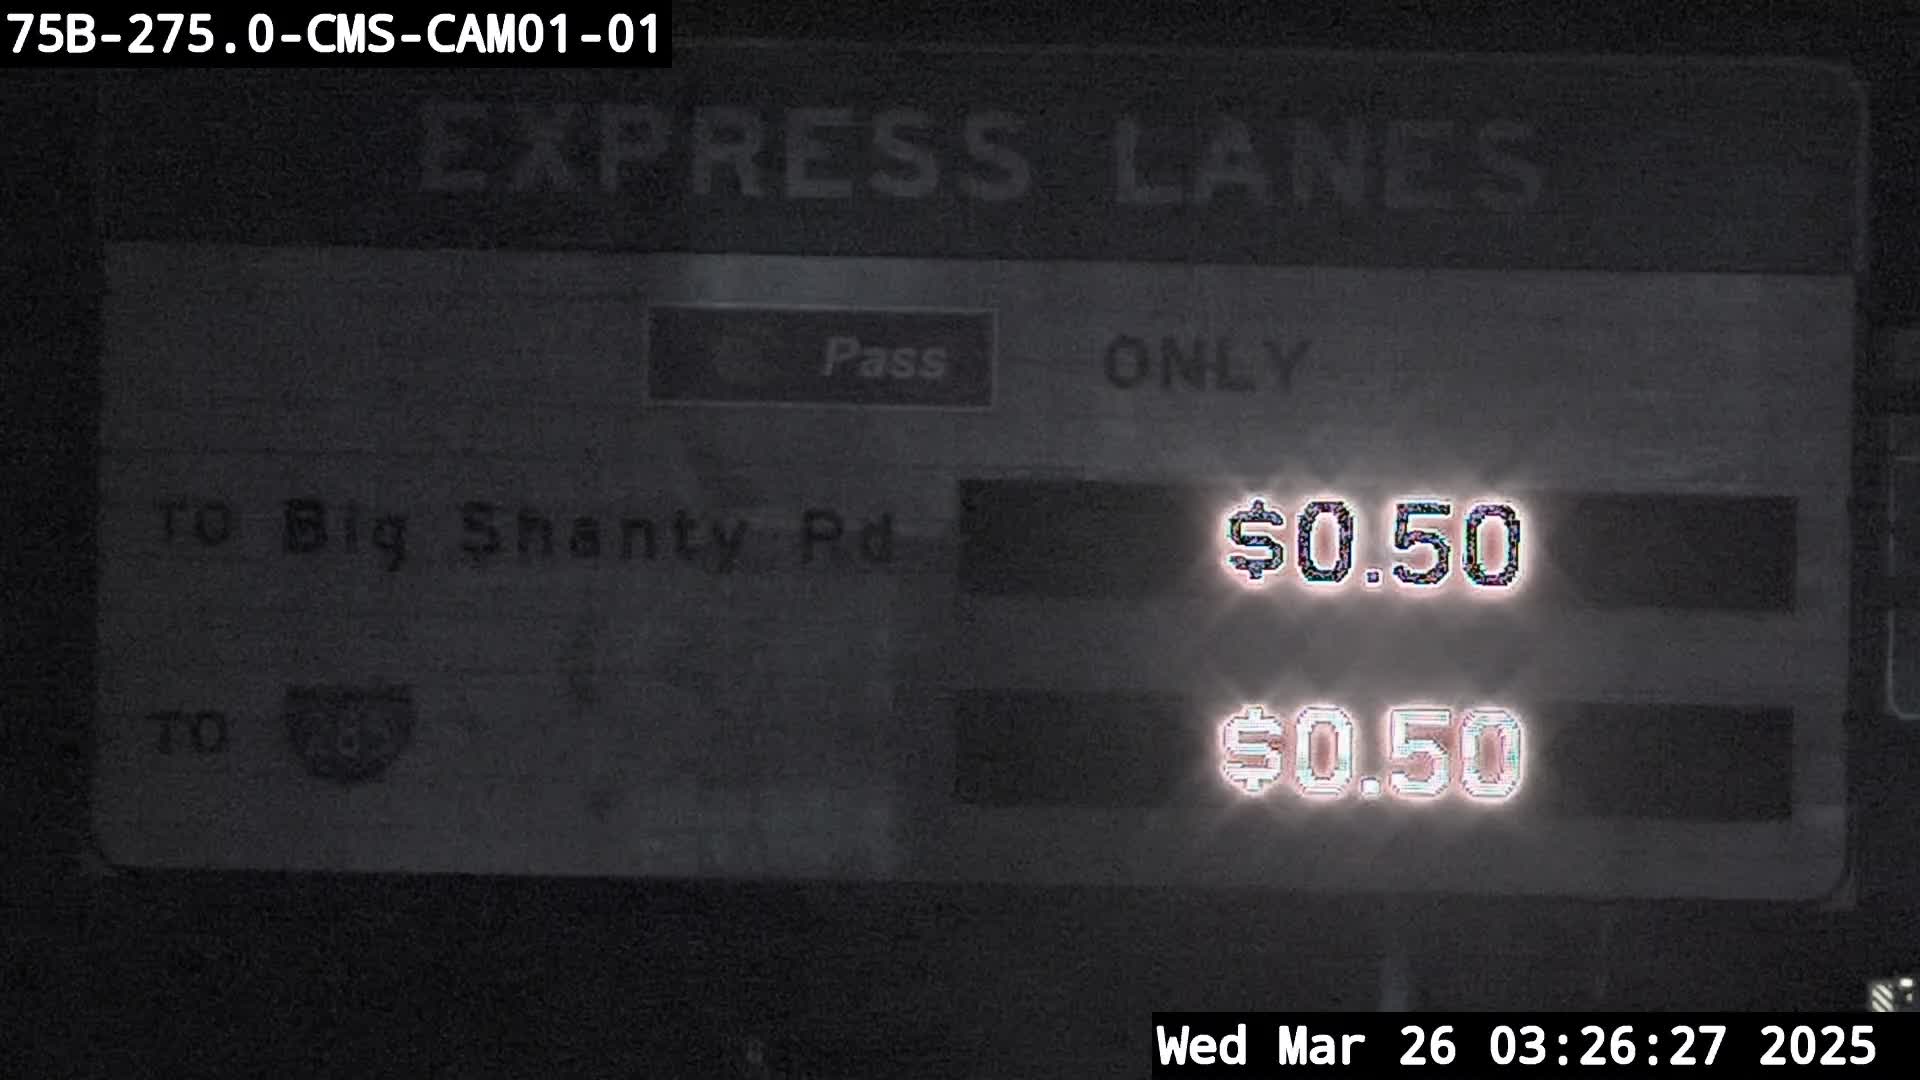 75B-275.0-CMS-CAM01-01
EXPRESS LANES
Pass ONLY
TO Big Shanty Rd $0.50
TO $0.50
Wed Mar 26 03:26:27 2025